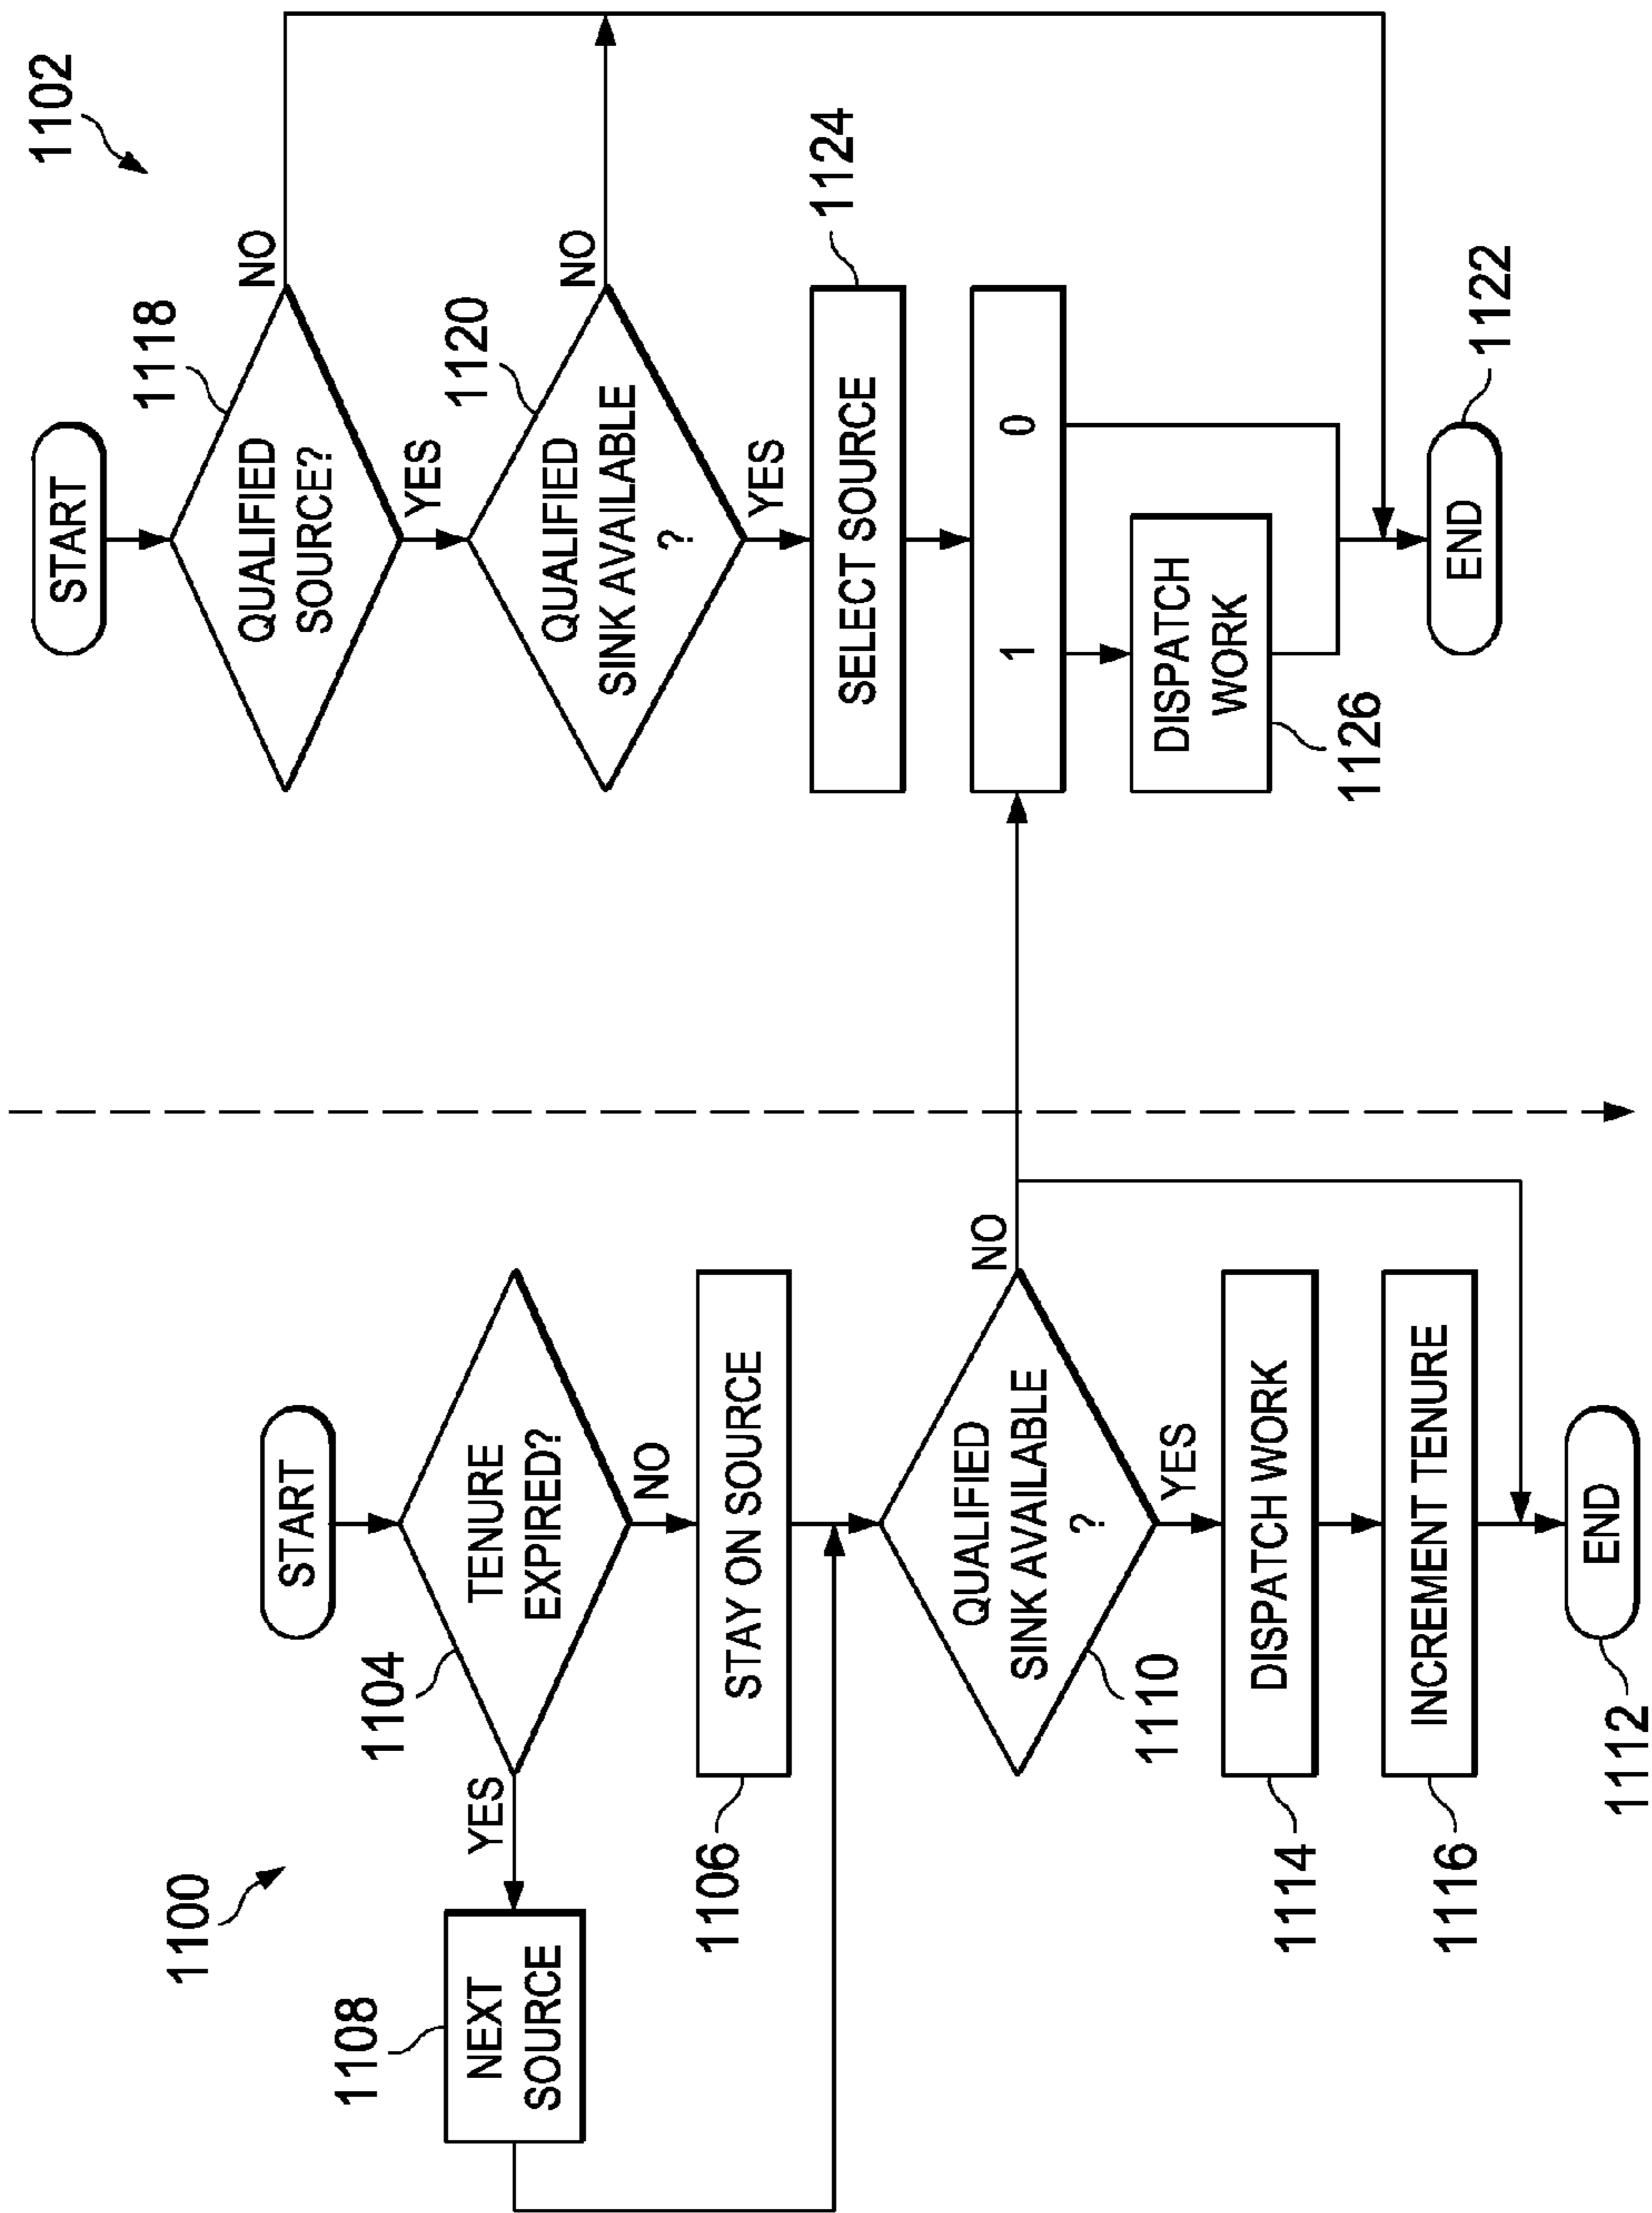 1100
START
1104
TENURE
EXPIRED?
YES
NO
1108
NEXT
SOURCE
1106
STAY ON SOURCE
QUALIFIED
SINK AVAILABLE
?
NO
1110
YES
1114
DISPATCH WORK
1116
INCREMENT TENURE
1112
END
1102
START
1118
QUALIFIED
SOURCE?
NO
YES
1120
QUALIFIED
SINK AVAILABLE
?
NO
YES
1124
SELECT SOURCE
1 0
DISPATCH
WORK
1126
1122
END